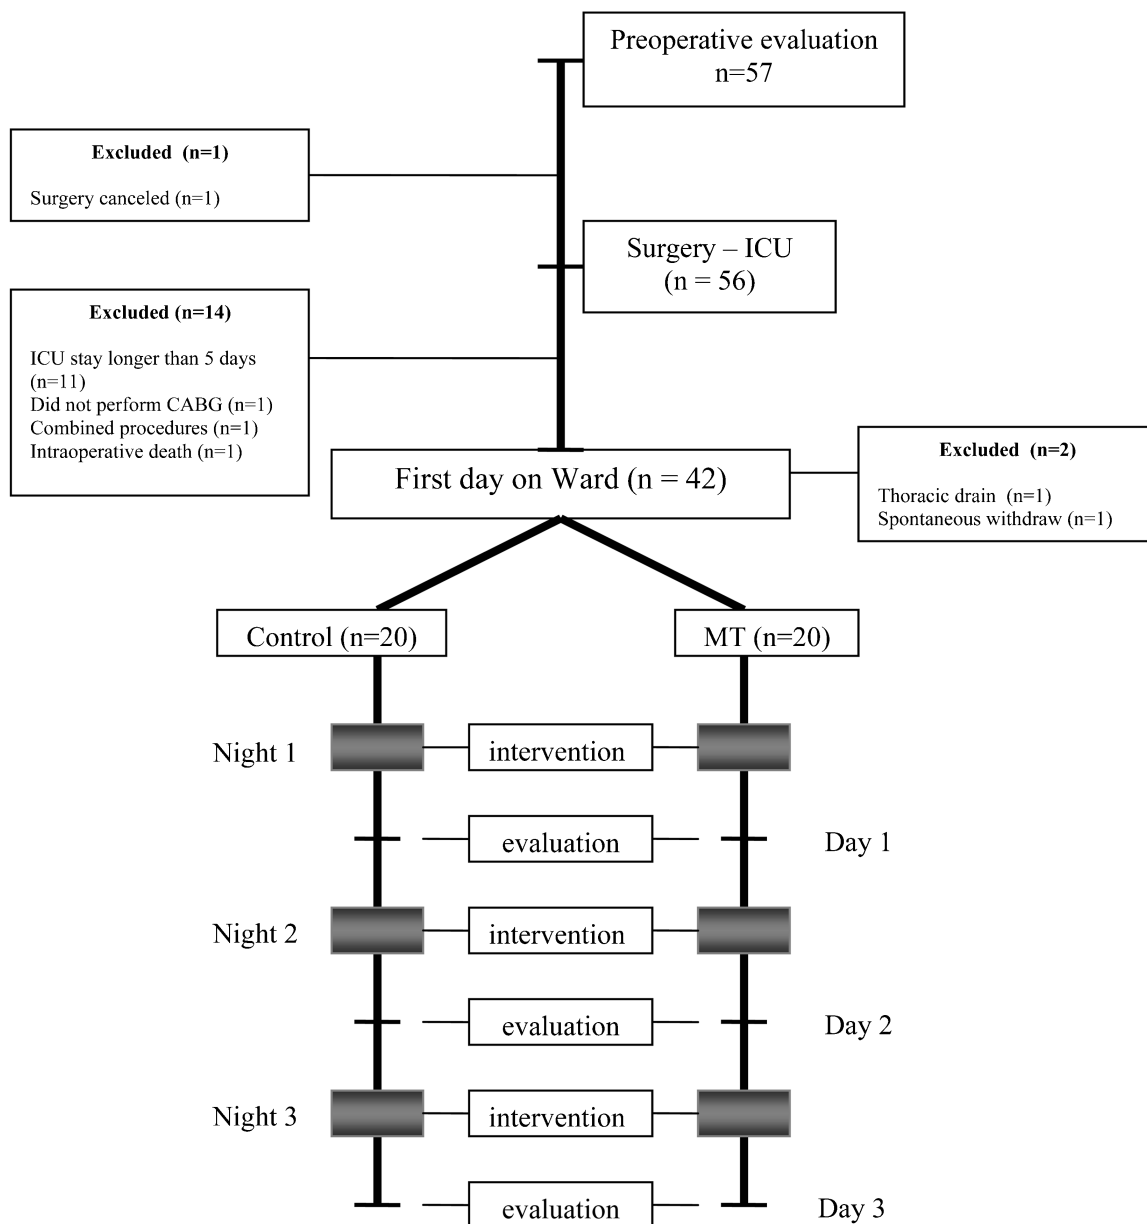 Preoperative evaluation
n=57
Excluded (n=1)
Surgery canceled (n=1)
Surgery – ICU
(n = 56)
Excluded (n=14)
ICU stay longer than 5 days
(n=11)
Did not perform CABG (n=1)
Combined procedures (n=1)
Intraoperative death (n=1)
First day on Ward (n = 42)
Excluded (n=2)
Thoracic drain (n=1)
Spontaneous withdraw (n=1)
Control (n=20)
MT (n=20)
Night 1
intervention
evaluation
Day 1
Night 2
intervention
evaluation
Day 2
Night 3
intervention
evaluation
Day 3